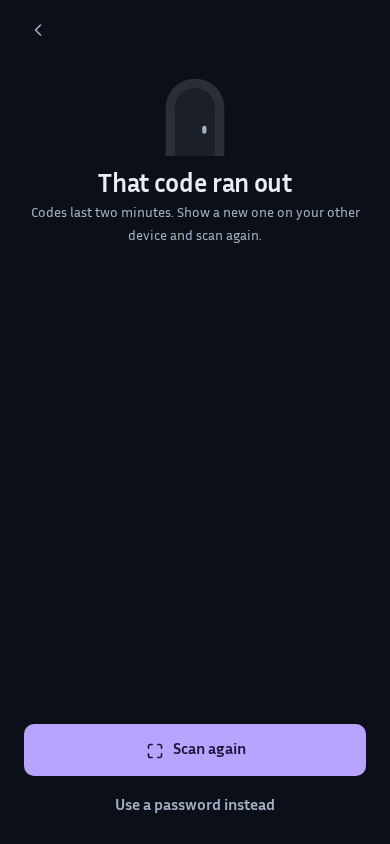 That code ran out
Codes last two minutes. Show a new one on your other
device and scan again.
Scan again
Use a password instead